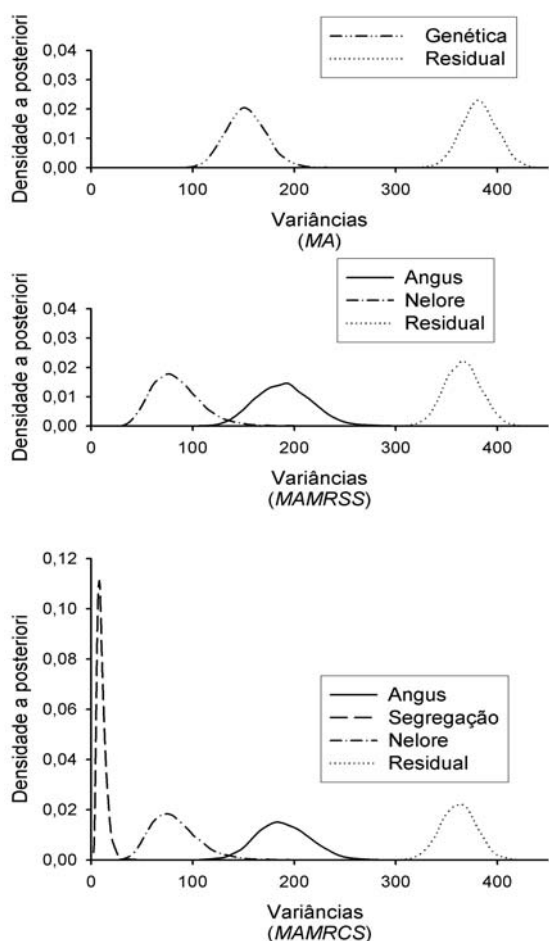 Densidade a posteriori
0,04
0,03
0,02
0,01
0,00
Genética
Residual
0
100
200
300
400
Variâncias
(MA)
Densidade a posteriori
0,04
0,03
0,02
0,01
0,00
Angus
Nelore
Residual
0
100
200
300
400
Variâncias
(MAMRSS)
Densidade a posteriori
0,12
0,10
0,08
0,06
0,04
0,02
0,00
Angus
Segregação
Nelore
Residual
0
100
200
300
400
Variâncias
(MAMRCS)